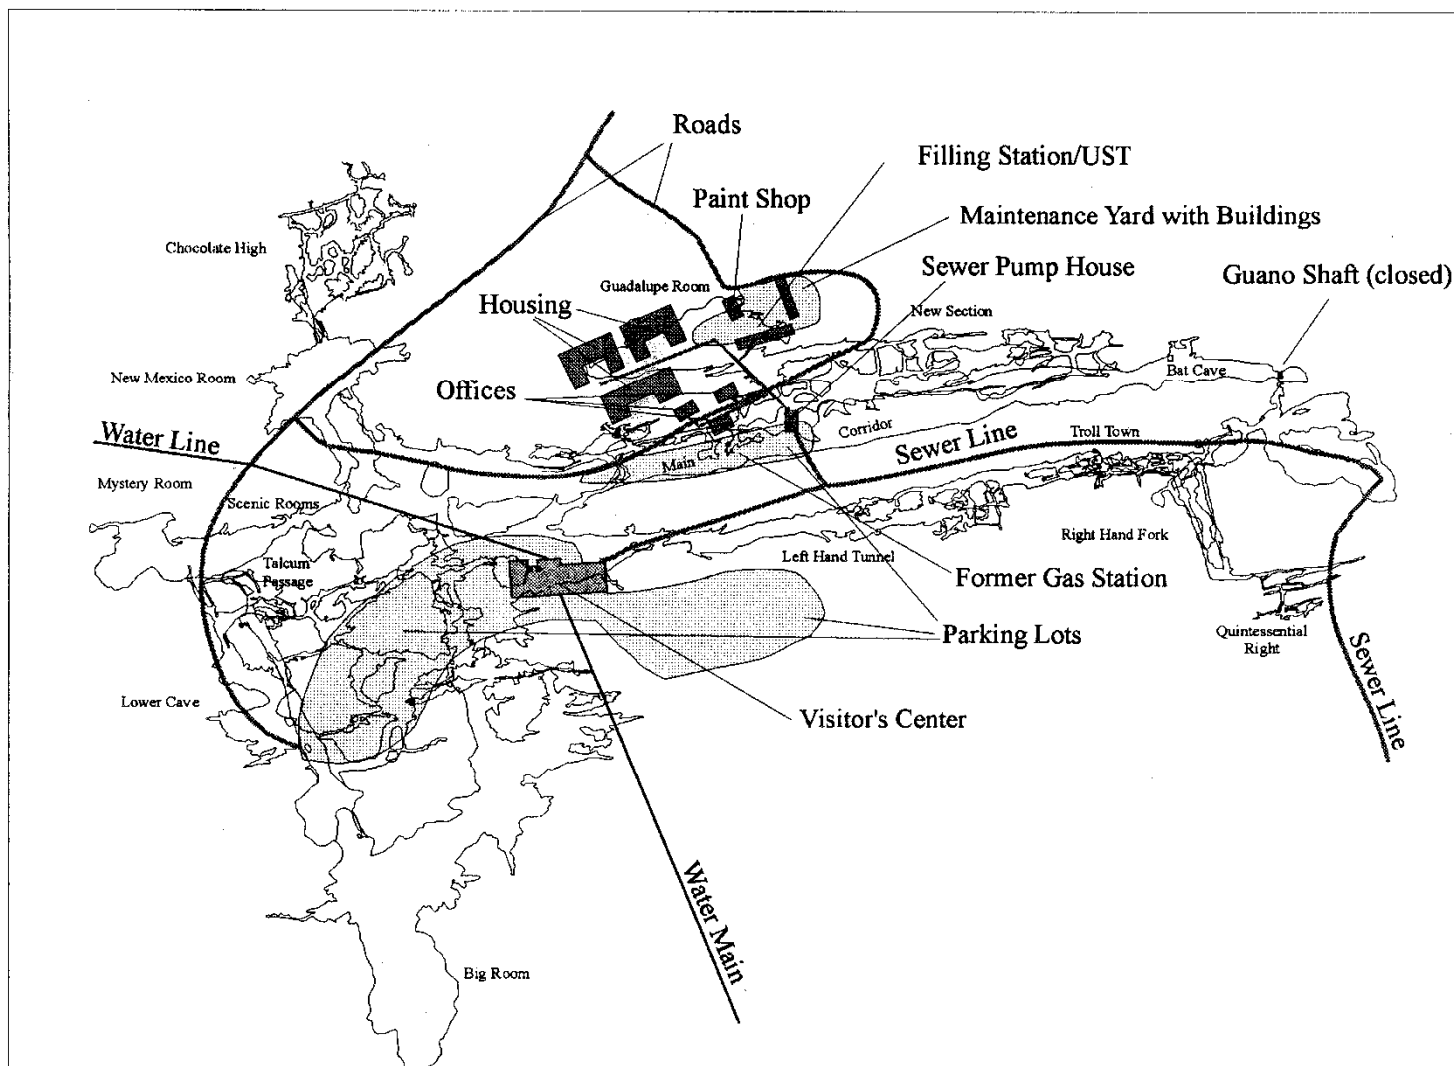 Roads
Filling Station/UST
Paint Shop
Maintenance Yard with Buildings
Chocolate High
Sewer Pump House
Guano Shaft (closed)
Guadalupe Room
Housing
New Section
New Mexico Room
Bat Cave
Offices
Water Line
Corridor
Sewer Line
Troll Town
Main
Mystery Room
Scenic Rooms
Right Hand Fork
Left Hand Tunnel
Talcum
Passage
Former Gas Station
Parking Lots
Quintessential
Right
Sewer Line
Lower Cave
Visitor's Center
Water Main
Big Room